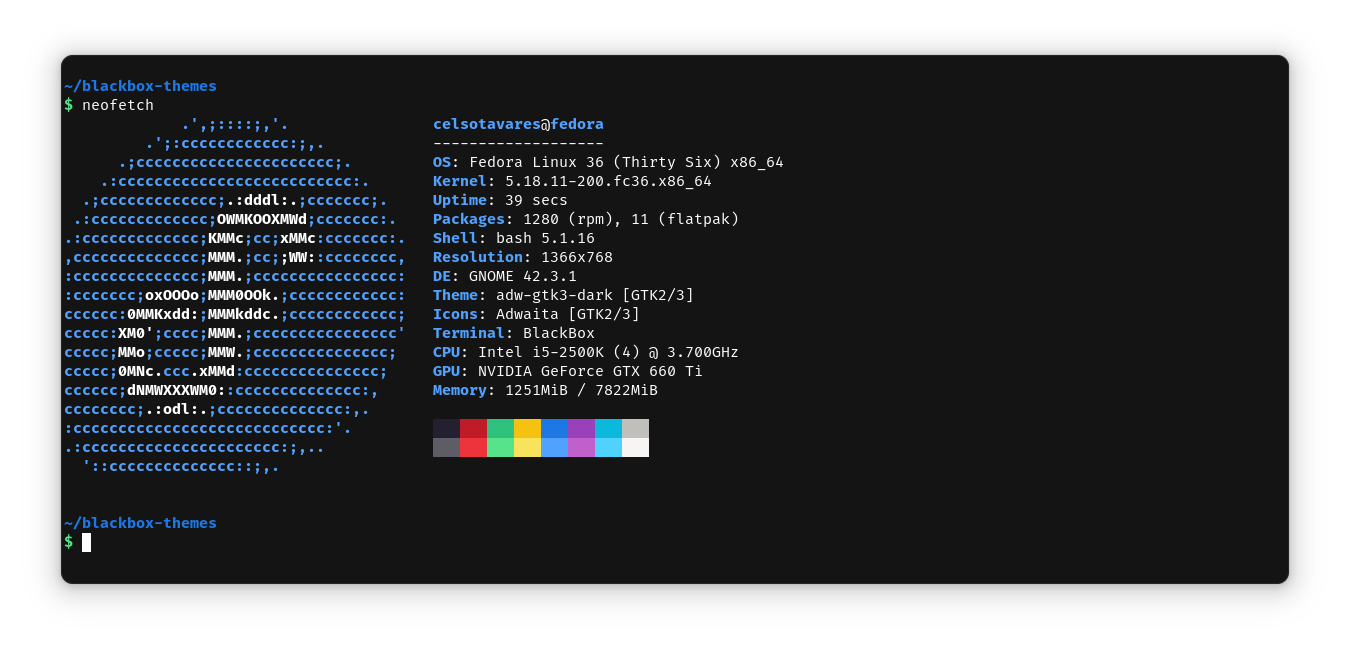 ~/blackbox-themes
$ neofetch
             .',;::::;,'.                celsotavares@fedora
         .';:cccccccccccc:;,.            -------------------
      .;cccccccccccccccccccccc;.         OS: Fedora Linux 36 (Thirty Six) x86_64
    .:cccccccccccccccccccccccccc:.       Kernel: 5.18.11-200.fc36.x86_64
  .;ccccccccccccc;.:dddl:.;ccccccc;.     Uptime: 39 secs
 .:ccccccccccccc;OWMKOOXMWd;ccccccc:.    Packages: 1280 (rpm), 11 (flatpak)
.:ccccccccccccc;KMMc;cc;xMMc:ccccccc:.   Shell: bash 5.1.16
,cccccccccccccc;MMM.;cc;;WW::cccccccc,   Resolution: 1366x768
:cccccccccccccc;MMM.;cccccccccccccccc:   DE: GNOME 42.3.1
:ccccccc;oxOOOo;MMM0OOk.;cccccccccccc:   Theme: adw-gtk3-dark [GTK2/3]
cccccc:0MMKxdd:;MMMkddc.;cccccccccccc;   Icons: Adwaita [GTK2/3]
ccccc:XM0';cccc;MMM.;cccccccccccccccc'   Terminal: BlackBox
ccccc;MMo;ccccc;MMW.;ccccccccccccccc;    CPU: Intel i5-2500K (4) @ 3.700GHz
ccccc;0MNc.ccc.xMMd:ccccccccccccccc;     GPU: NVIDIA GeForce GTX 660 Ti
cccccc;dNMWXXXWM0::cccccccccccccc:,      Memory: 1251MiB / 7822MiB
cccccccc;.:odl:.;cccccccccccccc:,.
:cccccccccccccccccccccccccccc:'.
.:cccccccccccccccccccccc:;,..
  '::cccccccccccccc::;,.
~/blackbox-themes
$